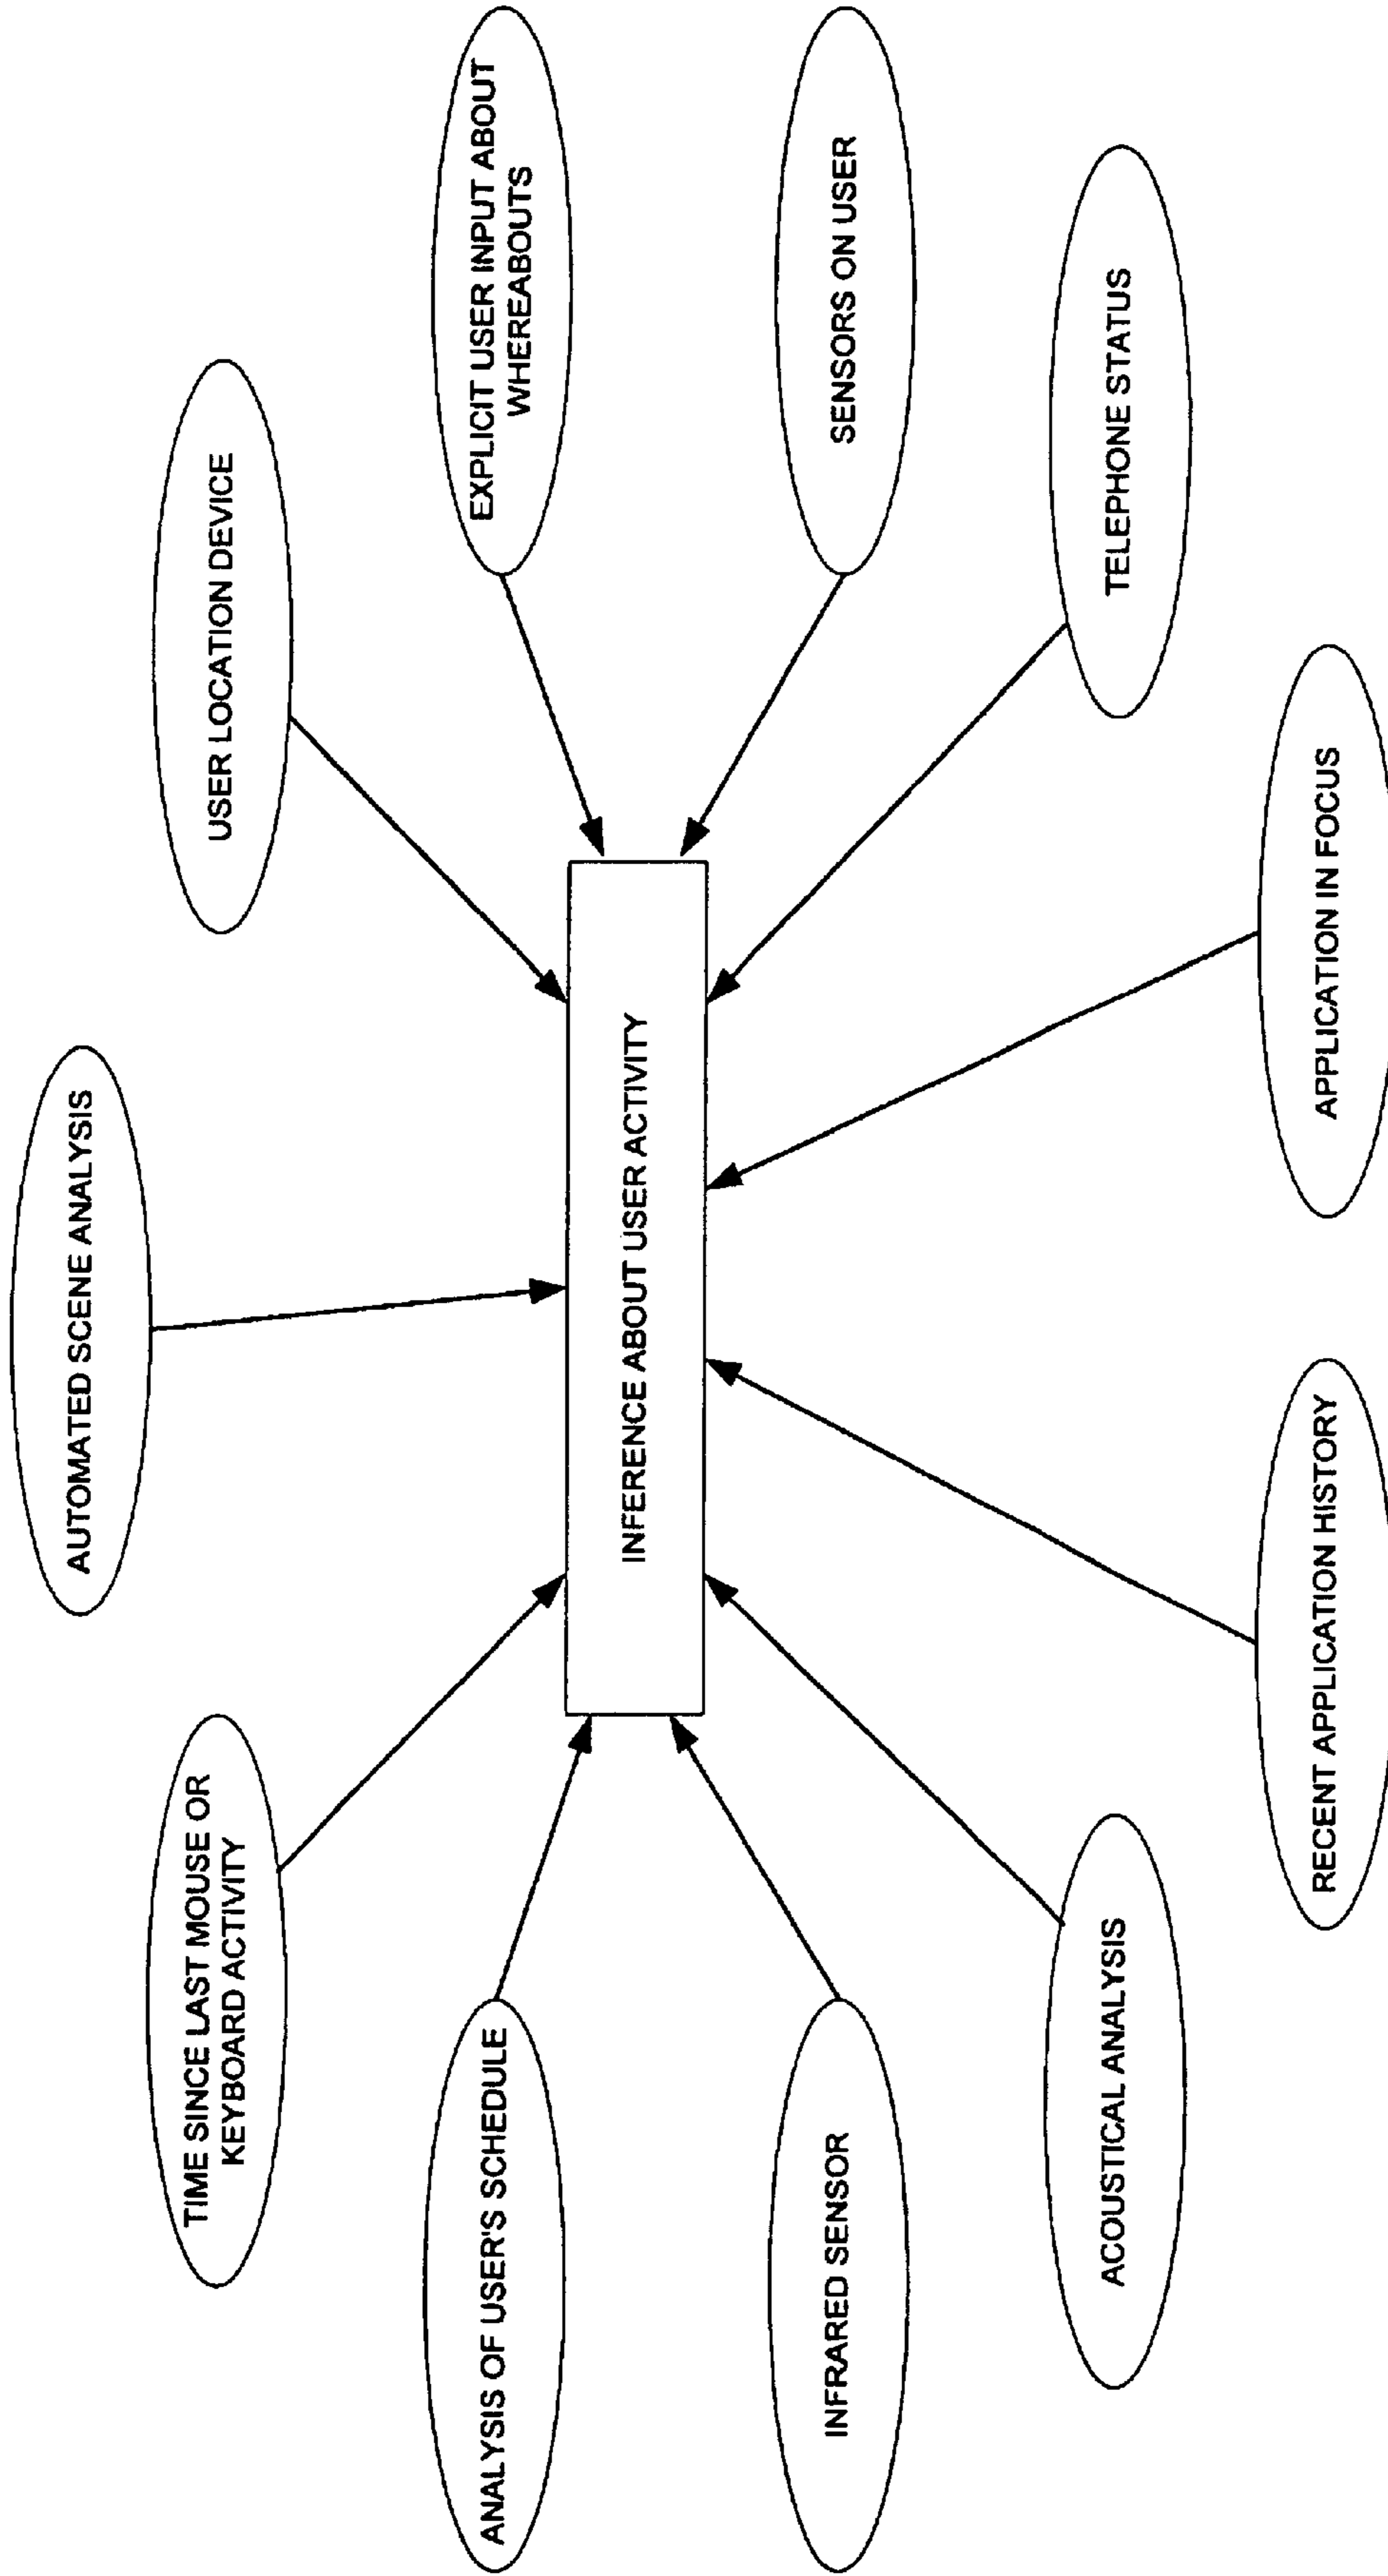 AUTOMATED SCENE ANALYSIS
TIME SINCE LAST MOUSE OR
KEYBOARD ACTIVITY
USER LOCATION DEVICE
ANALYSIS OF USER'S SCHEDULE
EXPLICIT USER INPUT ABOUT
WHEREABOUTS
INFERENCE ABOUT USER ACTIVITY
INFRARED SENSOR
SENSORS ON USER
ACOUSTICAL ANALYSIS
TELEPHONE STATUS
RECENT APPLICATION HISTORY
APPLICATION IN FOCUS